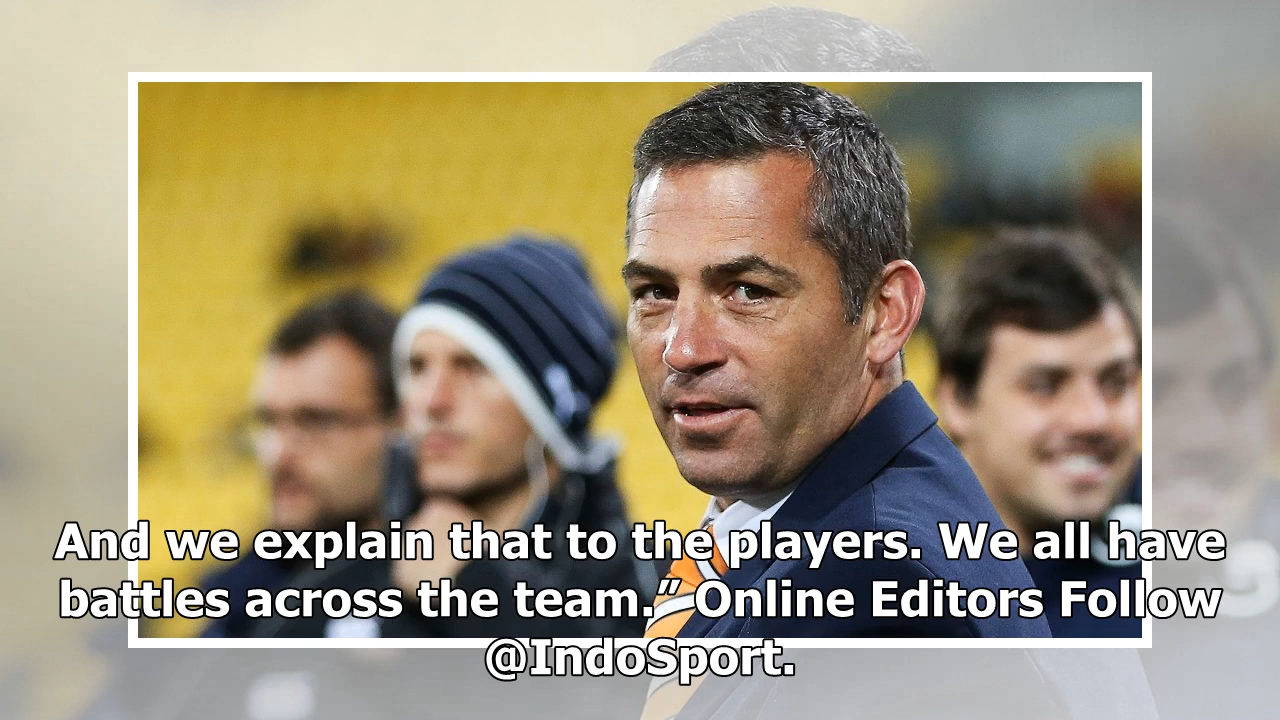 And we explain that to the players. We all have
battles across the team.” Online Editors Follow
@IndoSport.